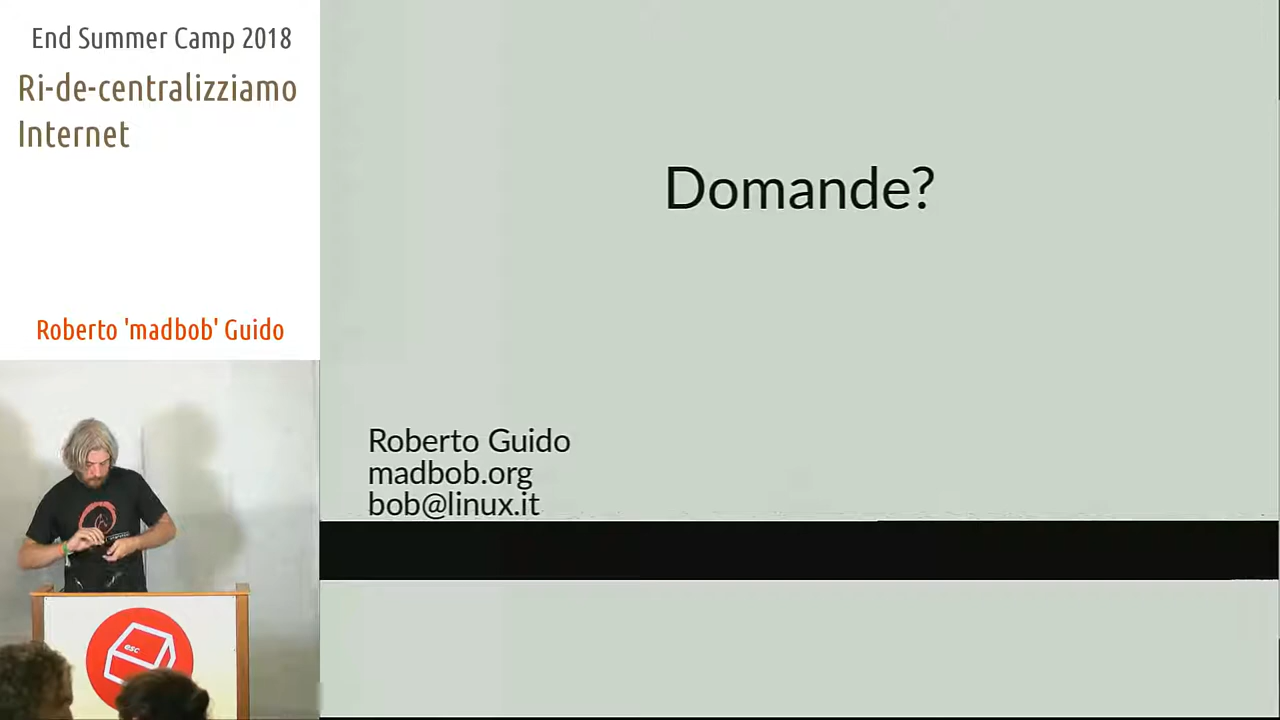 End Summer Camp 2018
Ri-de-centralizziamo
Internet
Roberto 'madbob' Guido
Domande?
Roberto Guido
madbob.org
bob@linux.it
esc